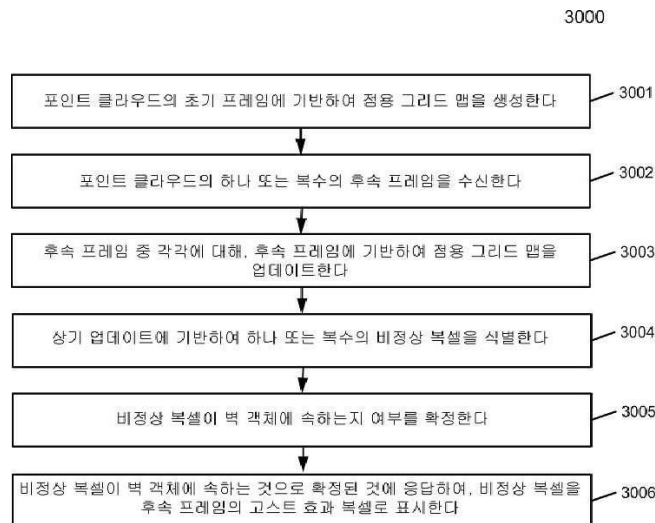 3000
포인트 클라우드의 초기 프레임에 기반하여 점용 그리드 맵을 생성한다
3001
포인트 클라우드의 하나 또는 복수의 후속 프레임을 수신한다
3002
후속 프레임 중 각각에 대해, 후속 프레임에 기반하여 점용 그리드 맵을
업데이트한다
3003
상기 업데이트에 기반하여 하나 또는 복수의 비정상 복셀을 식별한다
3004
비정상 복셀이 벽 객체에 속하는지 여부를 확정한다
3005
비정상 복셀이 벽 객체에 속하는 것으로 확정된 것에 응답하여, 비정상 복셀을
후속 프레임의 고스트 효과 복셀로 표시한다
3006